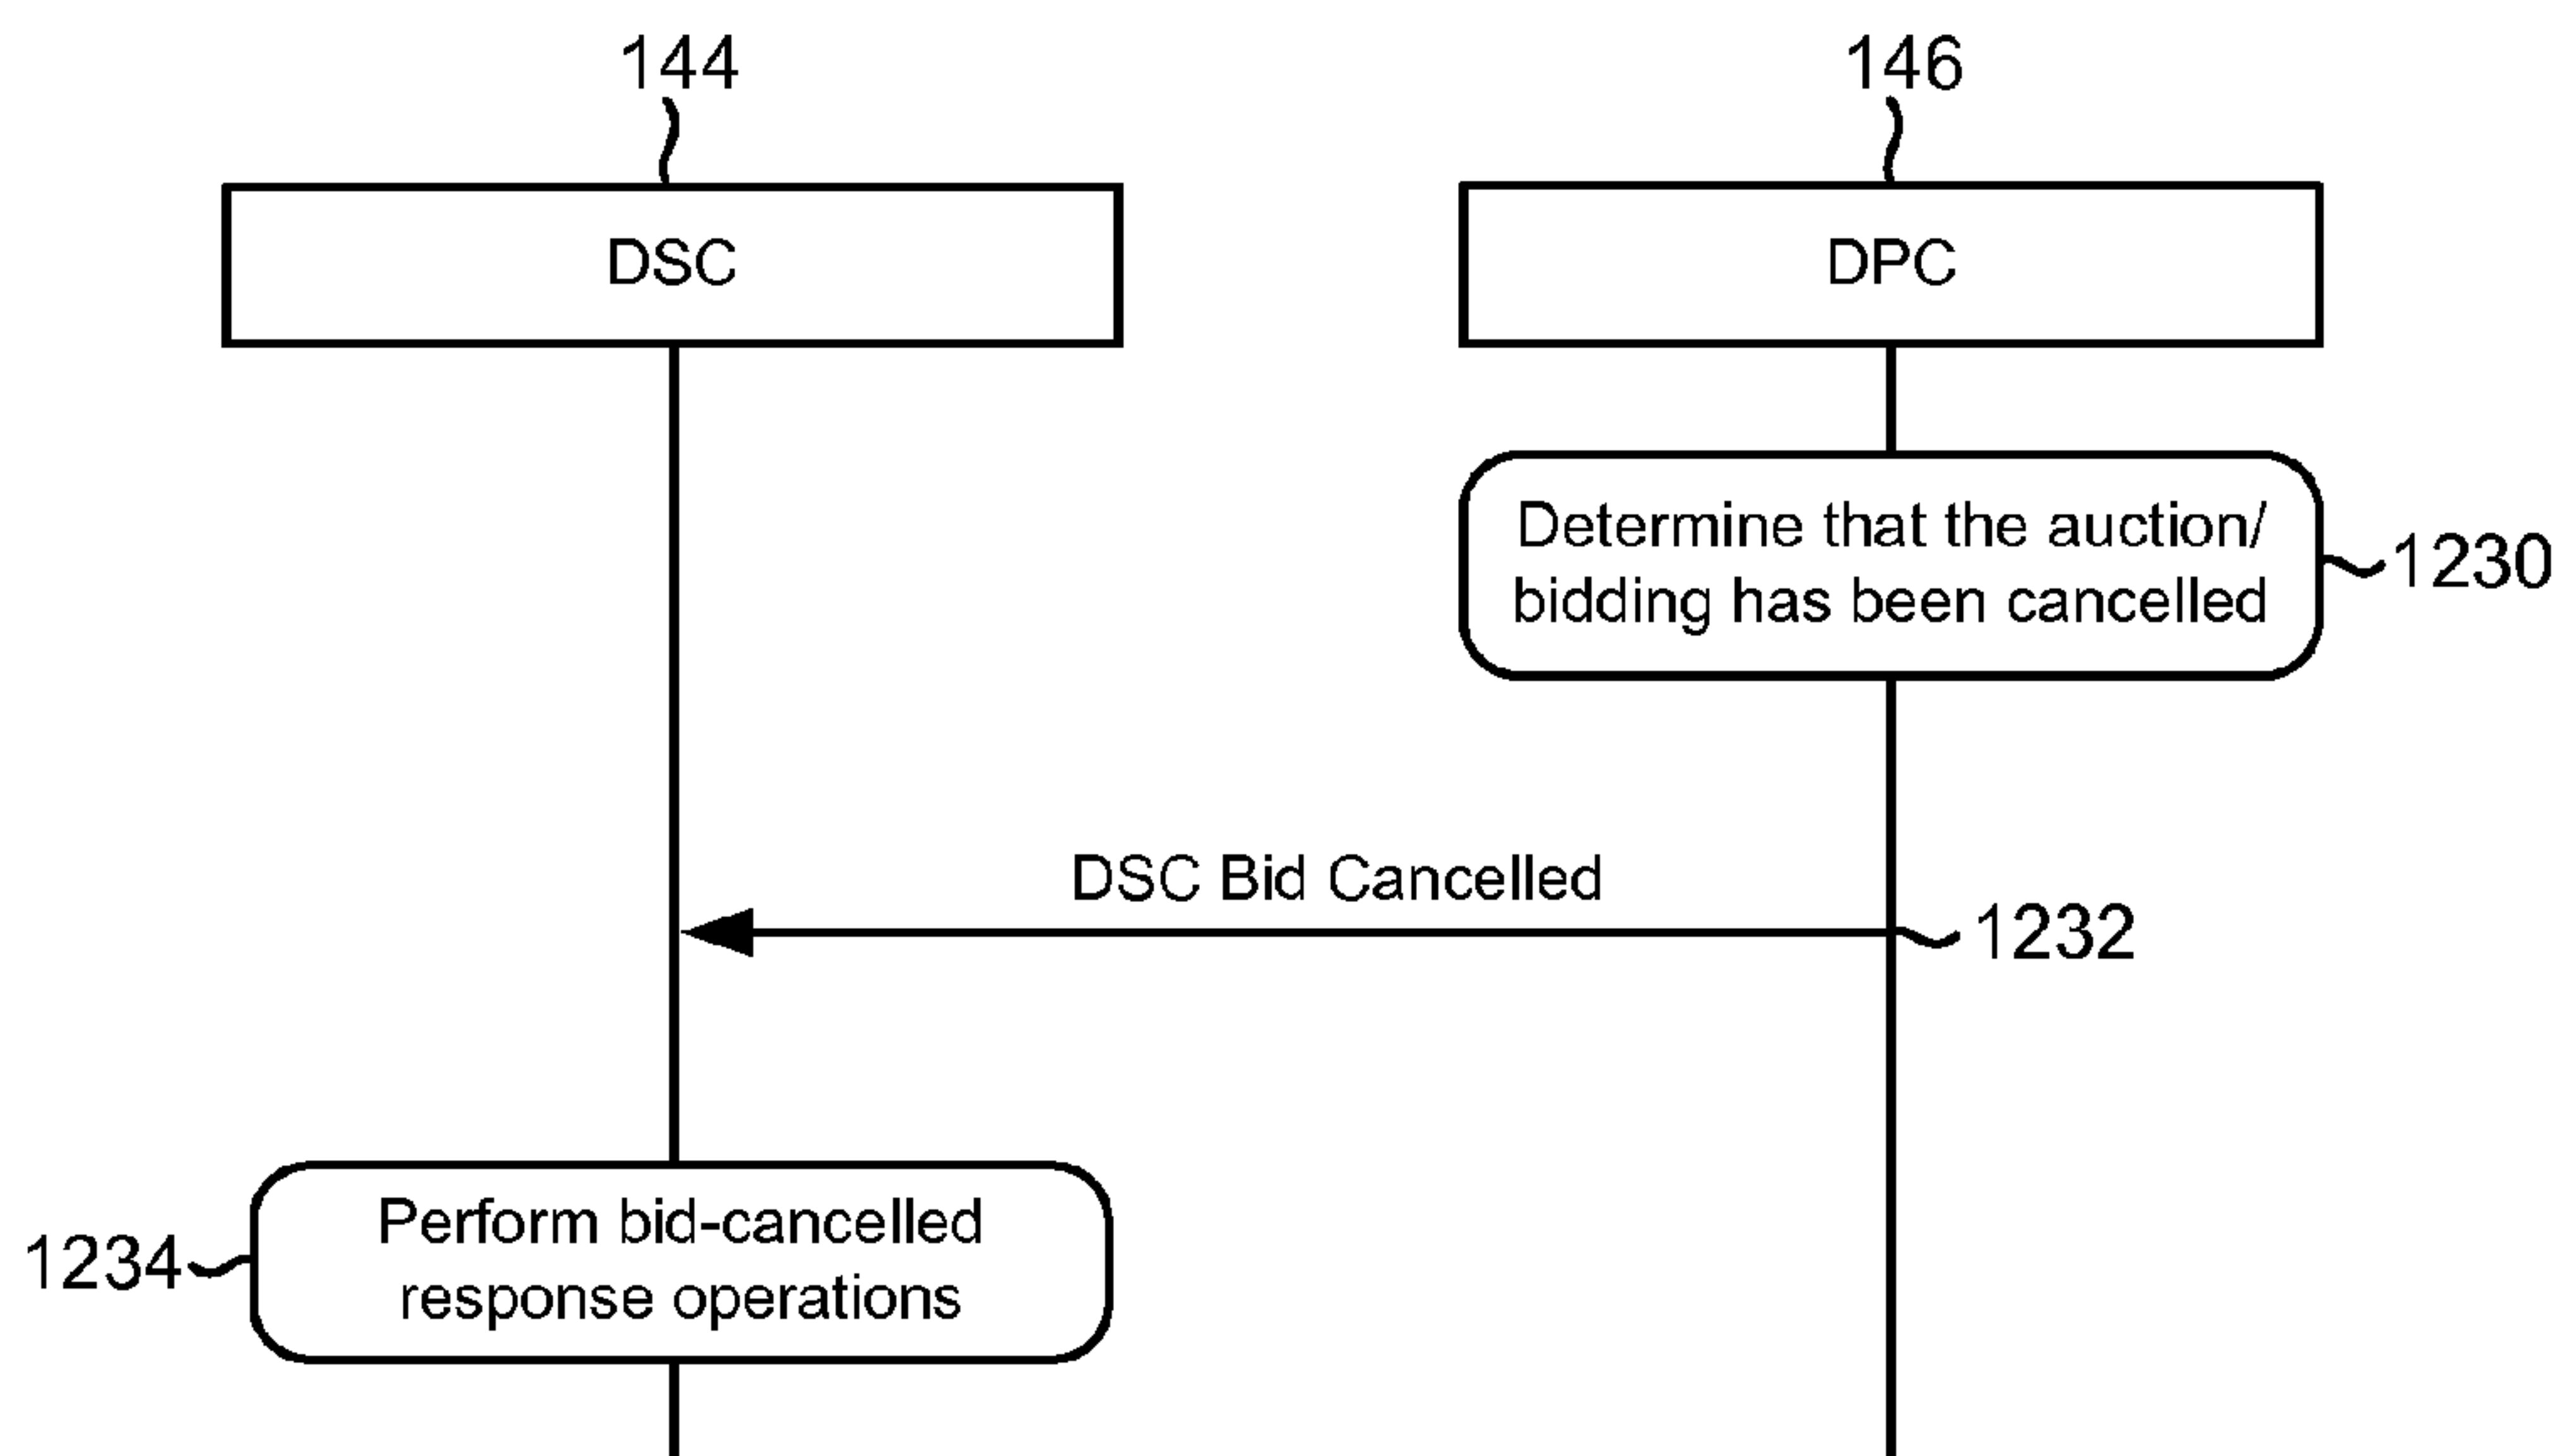 144
146
DSC
DPC
Determine that the auction/
bidding has been cancelled
1230
DSC Bid Cancelled
1232
Perform bid-cancelled
response operations
1234